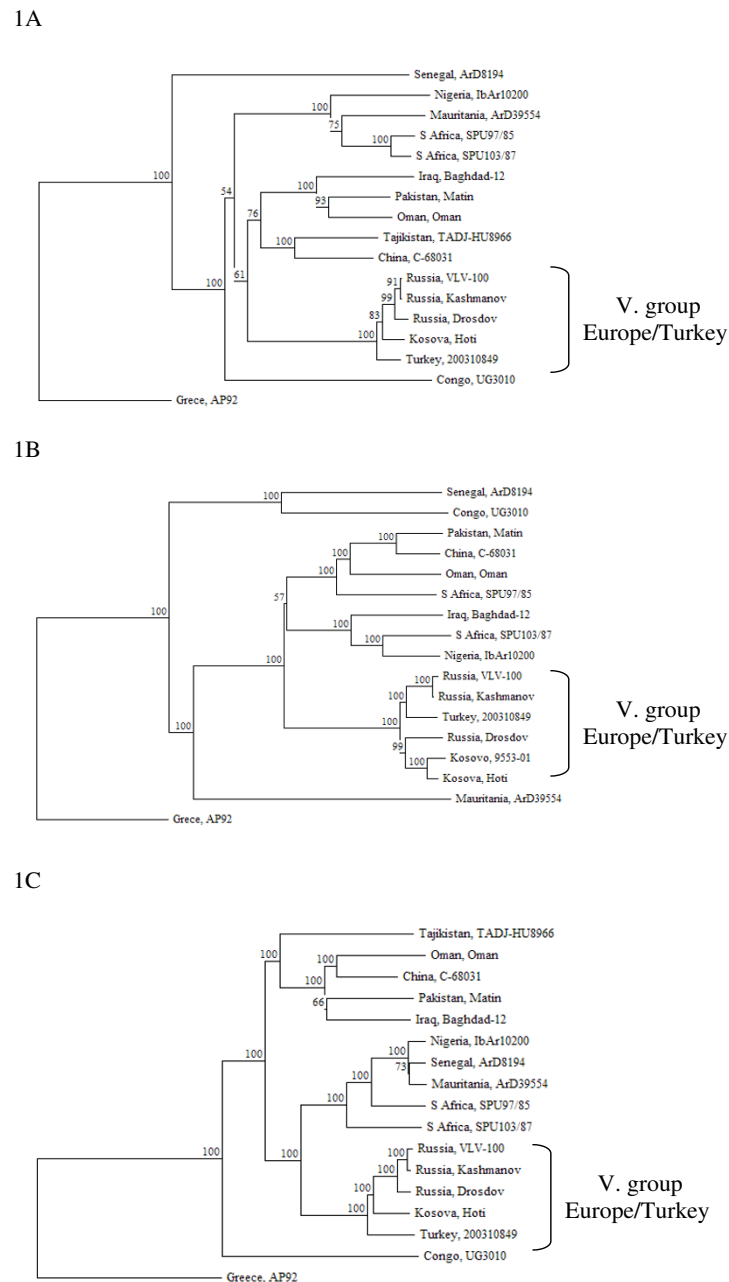 1A
Senegal, ArD8194
100
Nigeria, IbAr10200
Mauritania, ArD39554
75
100
S Africa, SPU97/85
S Africa, SPU103/87
100
54
Iraq, Baghdad-12
100
93
Pakistan, Matin
Oman, Oman
76
Tajikistan, TADJ-HU8966
100
China, C-68031
61
91
Russia, VLV-100
Russia, Kashmanov
99
Russia, Drosdov
83
Kosova, Hoti
100
Turkey, 200310849
100
Congo, UG3010
Grece, AP92
V. group
Europe/Turkey
1B
Senegal, ArD8194
100
Congo, UG3010
Pakistan, Matin
100
China, C-68031
100
Oman, Oman
100
S Africa, SPU97/85
57
Iraq, Baghdad-12
100
S Africa, SPU103/87
100
Nigeria, IbAr10200
100
100
Russia, VLV-100
100
Russia, Kashmanov
100
Turkey, 200310849
100
Russia, Drosdov
99
Kosovo, 9553-01
100
Kosova, Hoti
100
Mauritania, ArD39554
Grece, AP92
V. group
Europe/Turkey
1C
Tajikistan, TADJ-HU8966
Oman, Oman
100
China, C-68031
100
66
Pakistan, Matin
Iraq, Baghdad-12
100
Nigeria, IbAr10200
100
Senegal, ArD8194
73
Mauritania, ArD39554
100
S Africa, SPU97/85
100
S Africa, SPU103/87
100
Russia, VLV-100
100
Russia, Kashmanov
100
Russia, Drosdov
100
Kosova, Hoti
100
Turkey, 200310849
100
Congo, UG3010
Greece, AP92
V. group
Europe/Turkey